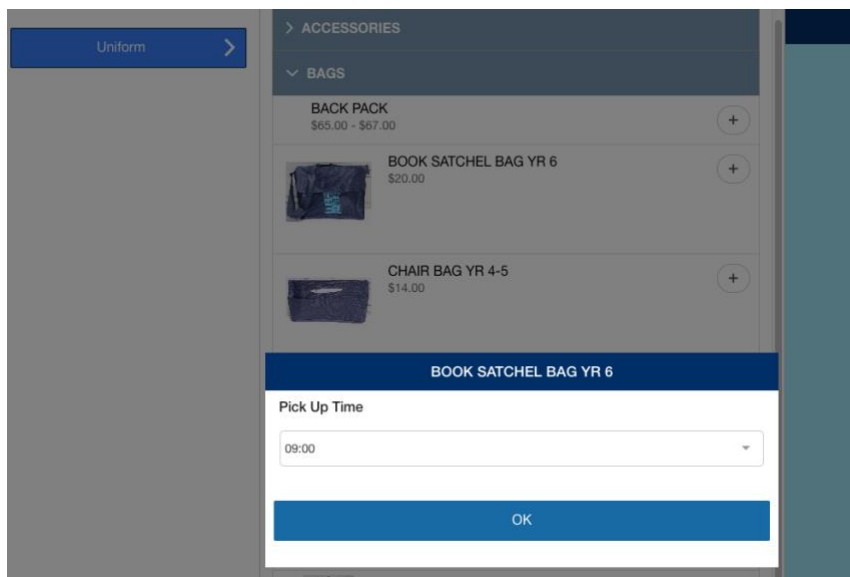 Uniform
ACCESSORIES
BAGS
BACK PACK
$65.00 - $67.00
BOOK SATCHEL BAG YR 6
$20.00
CHAIR BAG YR 4-5
$14.00
BOOK SATCHEL BAG YR 6
Pick Up Time
09:00
OK